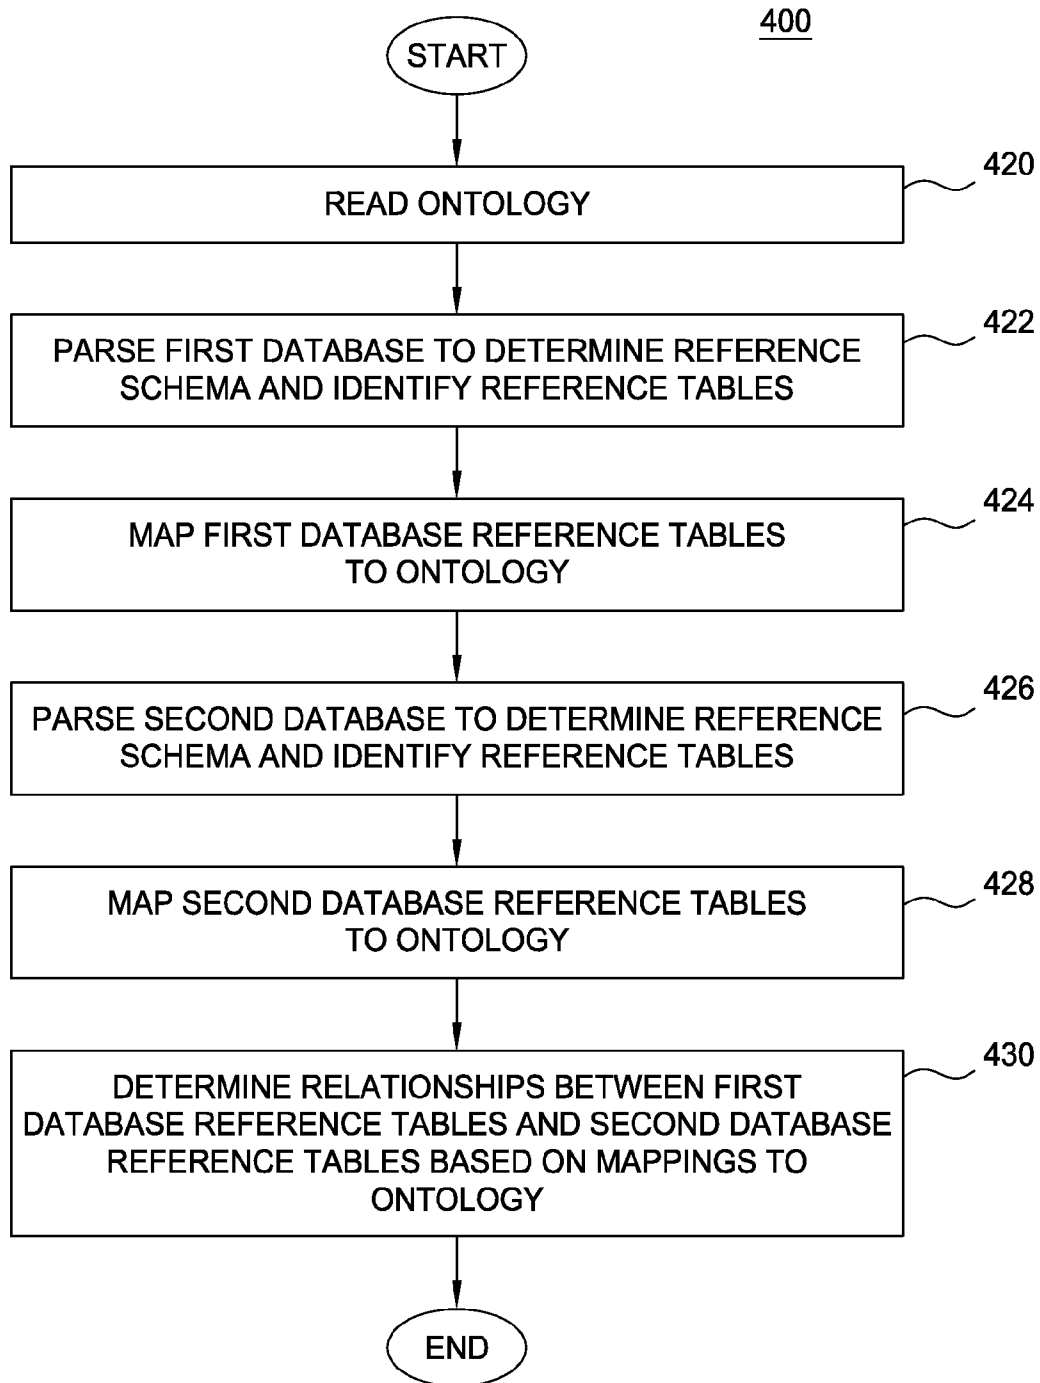 400
START
420
READ ONTOLOGY
422
PARSE FIRST DATABASE TO DETERMINE REFERENCE
SCHEMA AND IDENTIFY REFERENCE TABLES
424
MAP FIRST DATABASE REFERENCE TABLES
TO ONTOLOGY
426
PARSE SECOND DATABASE TO DETERMINE REFERENCE
SCHEMA AND IDENTIFY REFERENCE TABLES
428
MAP SECOND DATABASE REFERENCE TABLES
TO ONTOLOGY
430
DETERMINE RELATIONSHIPS BETWEEN FIRST
DATABASE REFERENCE TABLES AND SECOND DATABASE
REFERENCE TABLES BASED ON MAPPINGS TO
ONTOLOGY
END